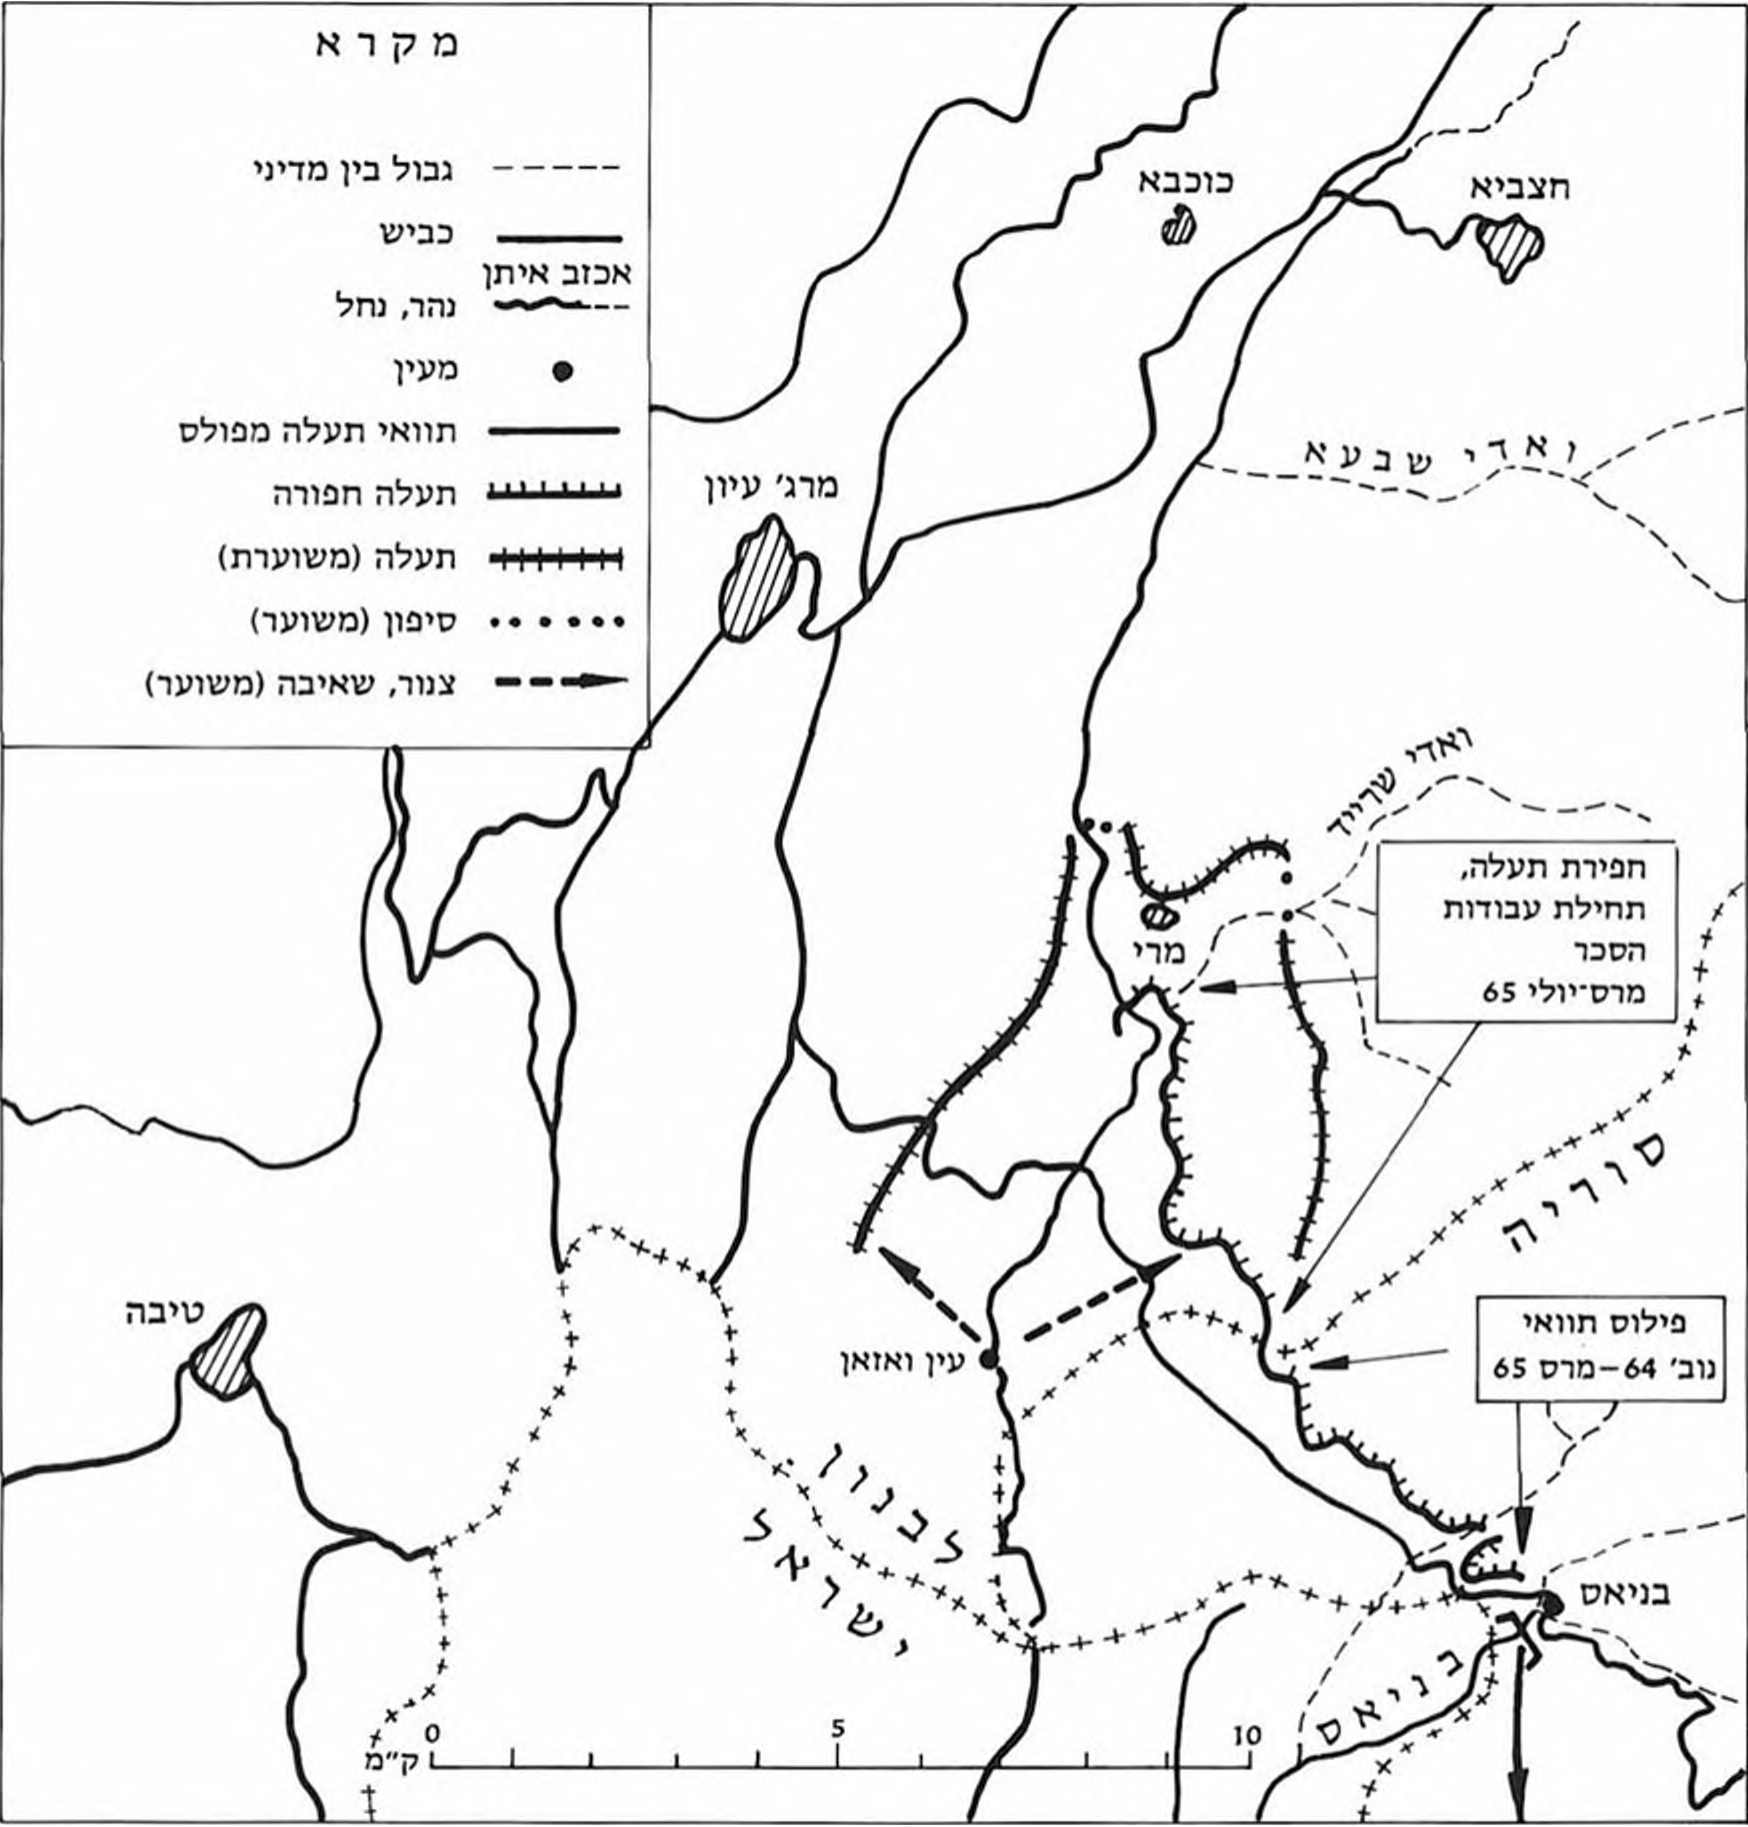 מקרא
גבול בין מדיני
כביש
אכזב איתן
נהר, נחל
מעין
תוואי תעלה מפולס
תעלה חפורה
תעלה (משוערת)
סיפון (משוער)
צנור, שאיבה (משוער)
כוכבא
חצביא
ואדי שבעא
מרג' עיון
ואדי שרייד
חפירת תעלה,
תחילת עבודות
הסכר
מרס־יולי 65
מרי
סוריה
טיבה
עין ואזאן
פילוס תוואי
נוב' 64–מרס 65
לבנון
ישראל
בניאס
בניאס
0 5 10
ק"מ